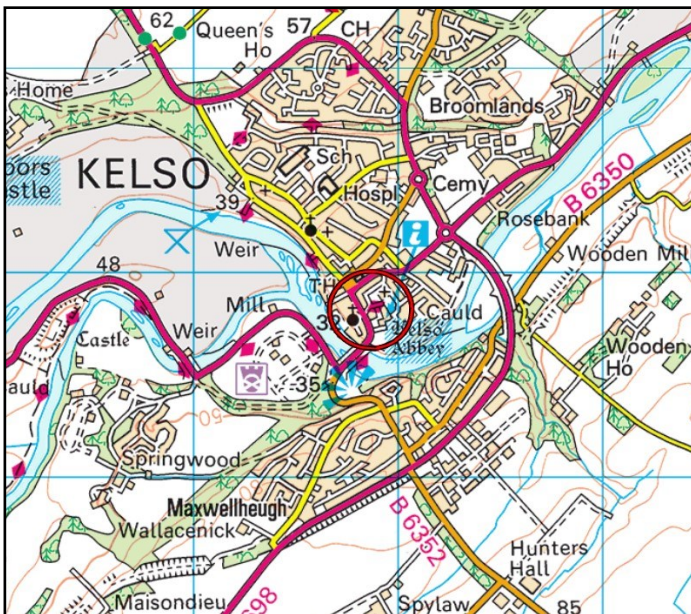 62
Queen's
Ho
57
CH
Home
Broomlands
oors
stle
KELSO
Sch
Hospl
Cemy
B 6350
39
Weir
i
Rosebank
Wooden Mil
48
Mill
TH
Cauld
Kelso
Abbey
Castle
Weir
auld
35
Wooden
Ho
50
Springwood
Maxwellheugh
Wallacenick
B 6352
Hunters
Hall
Maisondieu
698
Spylaw
85